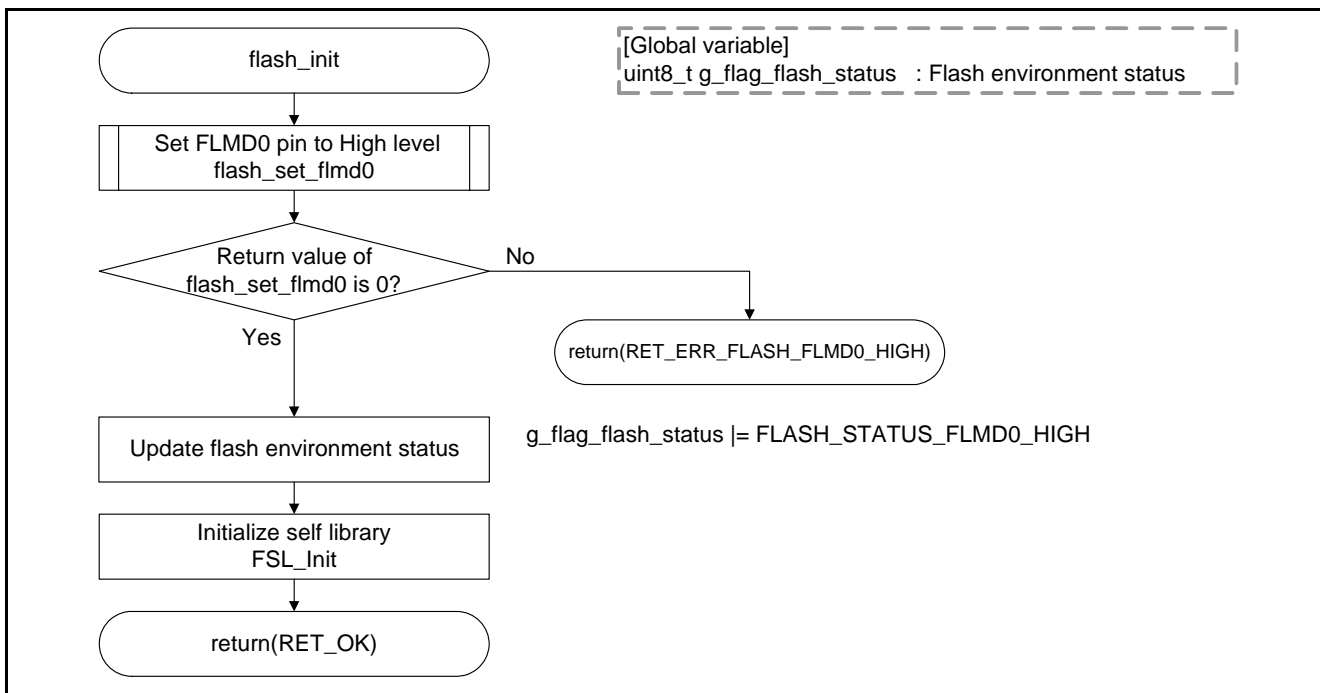 flash_init
[Global variable]
uint8_t g_flag_flash_status : Flash environment status
Set FLMD0 pin to High level
flash_set_flmd0
Return value of
flash_set_flmd0 is 0?
No
Yes
return(RET_ERR_FLASH_FLMD0_HIGH)
Update flash environment status
g_flag_flash_status |= FLASH_STATUS_FLMD0_HIGH
Initialize self library
FSL_Init
return(RET_OK)